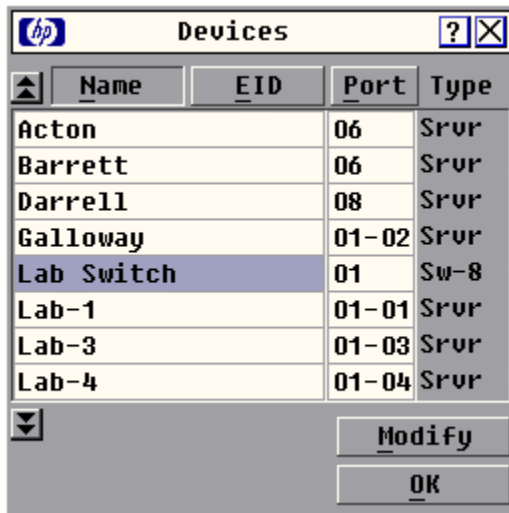 hp Devices ? X
Name EID Port Type
Acton 06 Srvr
Barrett 06 Srvr
Darrell 08 Srvr
Galloway 01-02 Srvr
Lab Switch 01 Sw-8
Lab-1 01-01 Srvr
Lab-3 01-03 Srvr
Lab-4 01-04 Srvr
Modify
OK